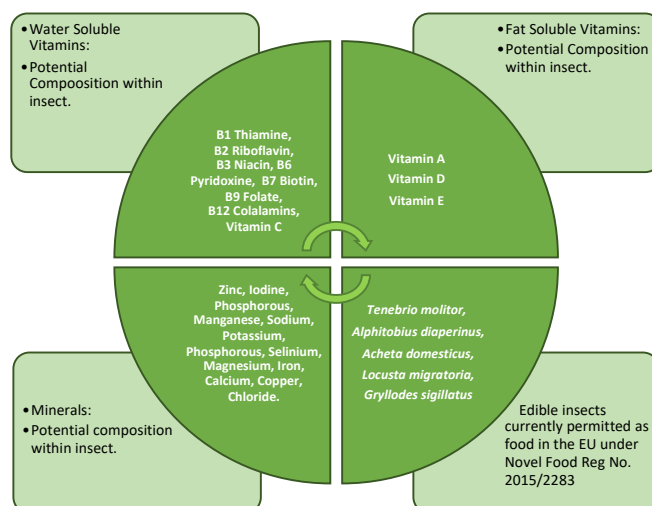 •Water Soluble
Vitamins:
•Potential
Compoosition within
insect.
•Fat Soluble Vitamins:
•Potential Composition
within insect.
B1 Thiamine,
B2 Riboflavin,
B3 Niacin, B6
Pyridoxine, B7 Biotin,
B9 Folate,
B12 Colalamins,
Vitamin C
Vitamin A
Vitamin D
Vitamin E
Zinc, Iodine,
Phosphorous,
Manganese, Sodium,
Potassium,
Phosphorous, Selinium,
Magnesium, Iron,
Calcium, Copper,
Chloride.
Tenebrio molitor,
Alphitobius diaperinus,
Acheta domesticus,
Locusta migratoria,
Gryllodes sigillatus
• Minerals:
• Potential composition
within insect.
Edible insects
currently permitted as
food in the EU under
Novel Food Reg No.
2015/2283